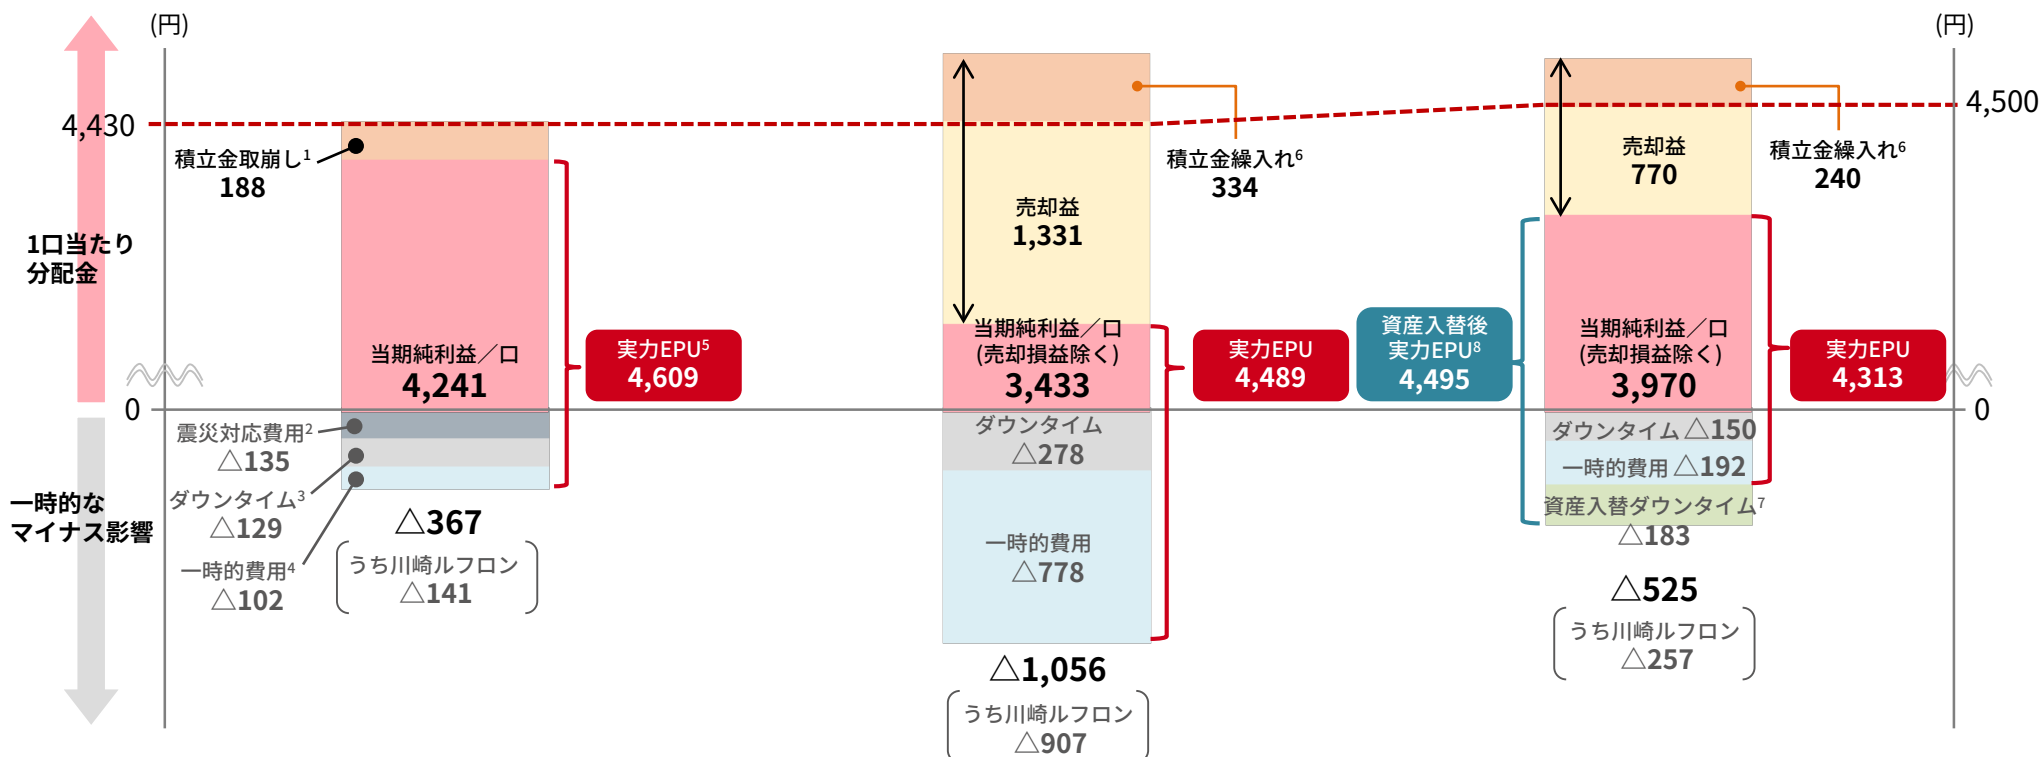 (円)
(円)
4,430
4,500
0
0
1口当たり
分配金
一時的な
マイナス影響
積立金取崩し1
188
当期純利益／口
4,241
実力EPU5
4,609
震災対応費用2
△135
ダウンタイム3
△129
一時的費用4
△102
△367
うち川崎ルフロン
△141
積立金繰入れ6
334
売却益
1,331
当期純利益／口
(売却損益除く)
3,433
実力EPU
4,489
ダウンタイム
△278
一時的費用
△778
△1,056
うち川崎ルフロン
△907
積立金繰入れ6
240
売却益
770
資産入替後
実力EPU8
4,495
当期純利益／口
(売却損益除く)
3,970
実力EPU
4,313
ダウンタイム △150
一時的費用 △192
資産入替ダウンタイム7
△183
△525
うち川崎ルフロン
△257